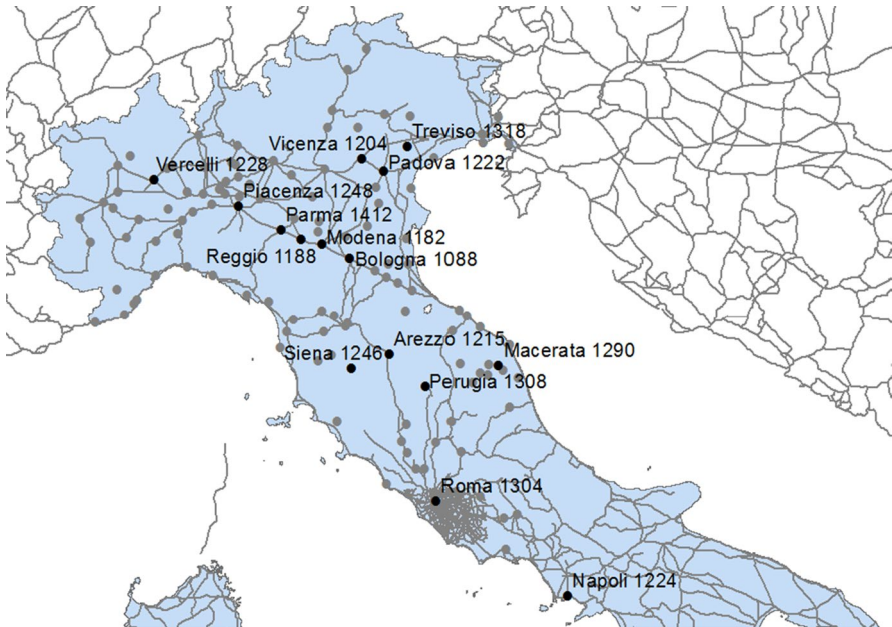 Treviso 1318
Vicenza 1204
Padova 1222
Vercelli 1228
Piacenza 1248
Parma 1412
Modena 1182
Reggio 1188
Bologna 1088
Arezzo 1215
Siena 1246
Macerata 1290
Perugia 1308
Roma 1304
Napoli 1224